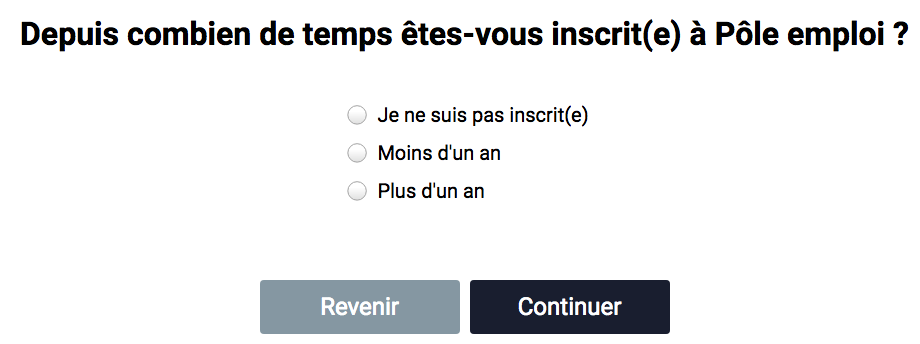 Depuis combien de temps êtes-vous inscrit(e) à Pôle emploi ?
Je ne suis pas inscrit(e)
Moins d'un an
Plus d'un an
Revenir
Continuer